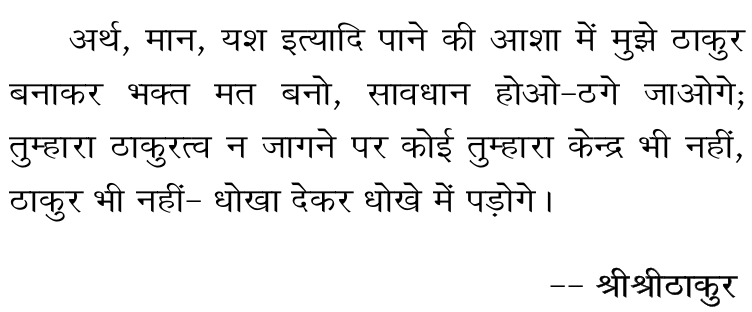 अर्थ, मान, यश इत्यादि पाने की आशा में मुझे ठाकुर
बनाकर भक्त मत बनो, सावधान होओ-ठगे जाओगे;
तुम्हारा ठाकुरत्व न जागने पर कोई तुम्हारा केन्द्र भी नहीं,
ठाकुर भी नहीं- धोखा देकर धोखे में पड़ोगे।
-- श्रीश्रीठाकुर